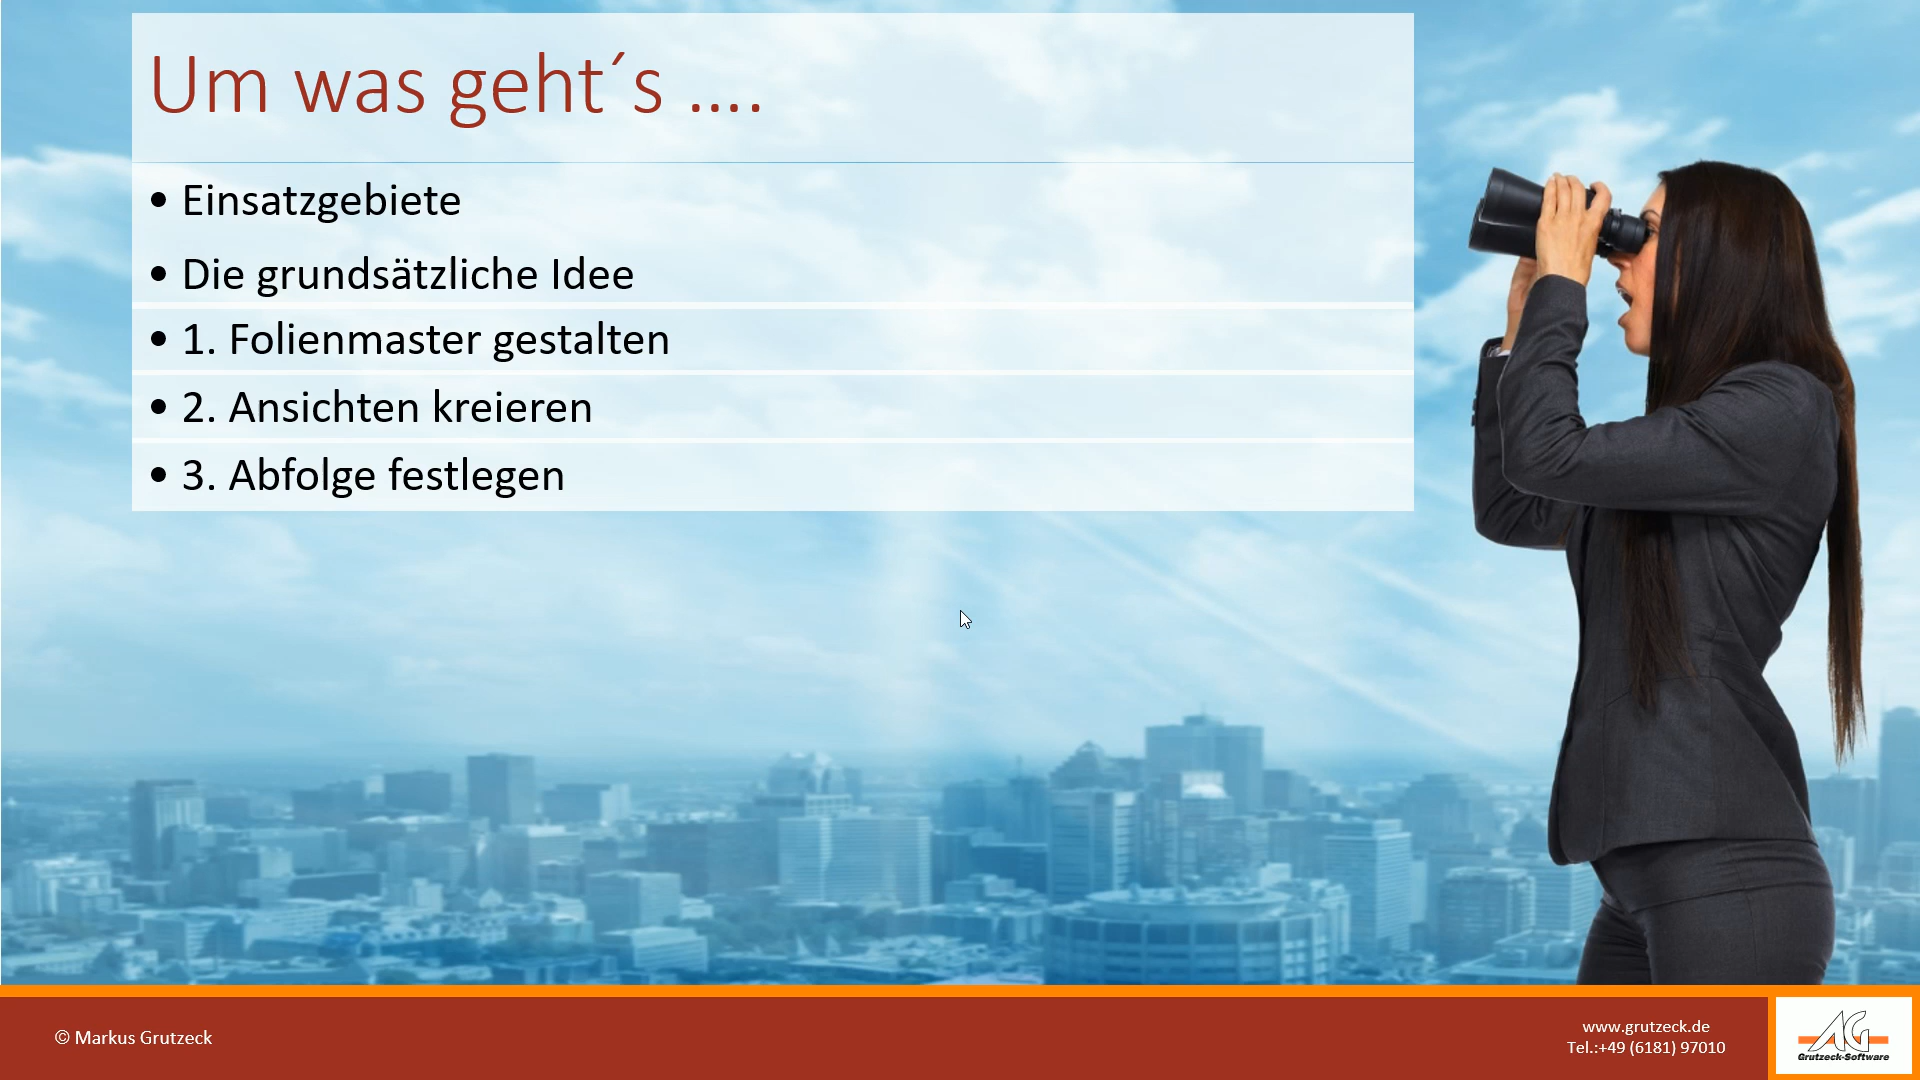 Um was geht´s ….
• Einsatzgebiete
• Die grundsätzliche Idee
• 1. Folienmaster gestalten
• 2. Ansichten kreieren
• 3. Abfolge festlegen
© Markus Grutzeck
www.grutzeck.de
Tel.:+49 (6181) 97010
AG
Grutzeck-Software